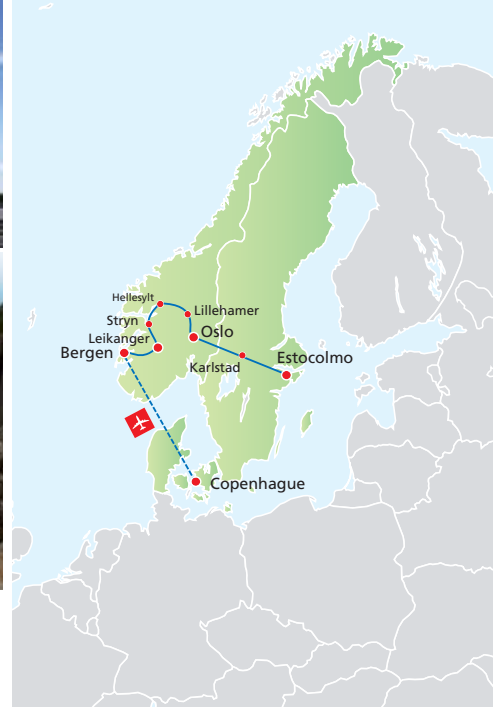 Hellesylt
Lillehamer
Stryn
Oslo
Leikanger
Bergen
Estocolmo
Karlstad
Copenhague